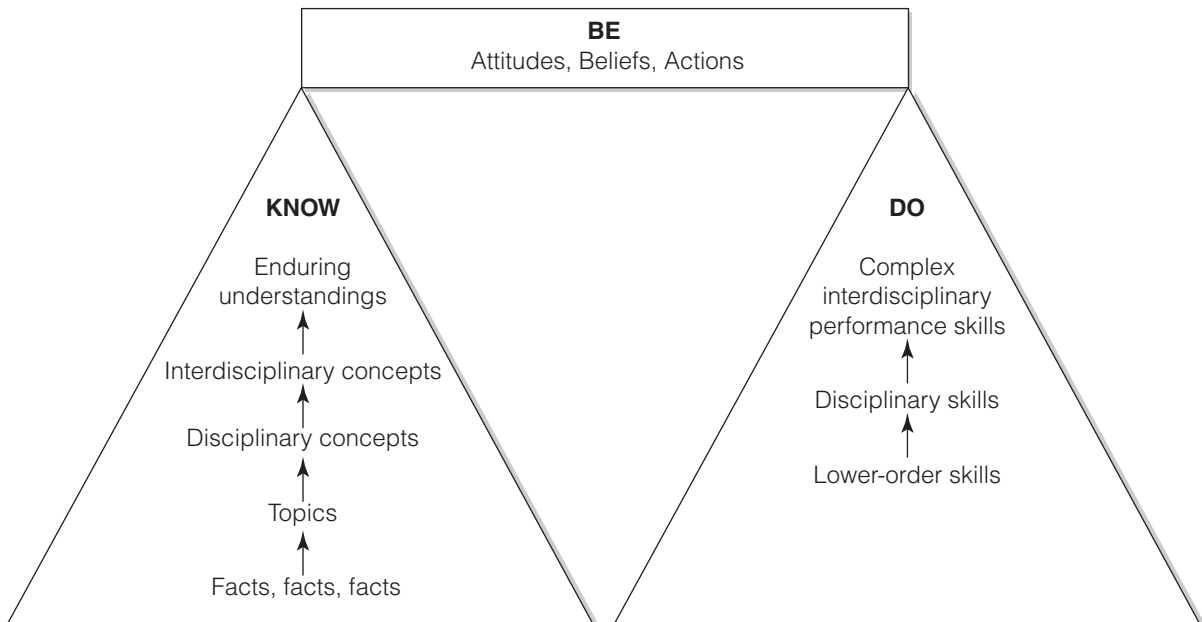 BE
Attitudes, Beliefs, Actions
KNOW
Enduring
understandings
Interdisciplinary concepts
Disciplinary concepts
Topics
Facts, facts, facts
DO
Complex
interdisciplinary
performance skills
Disciplinary skills
Lower-order skills